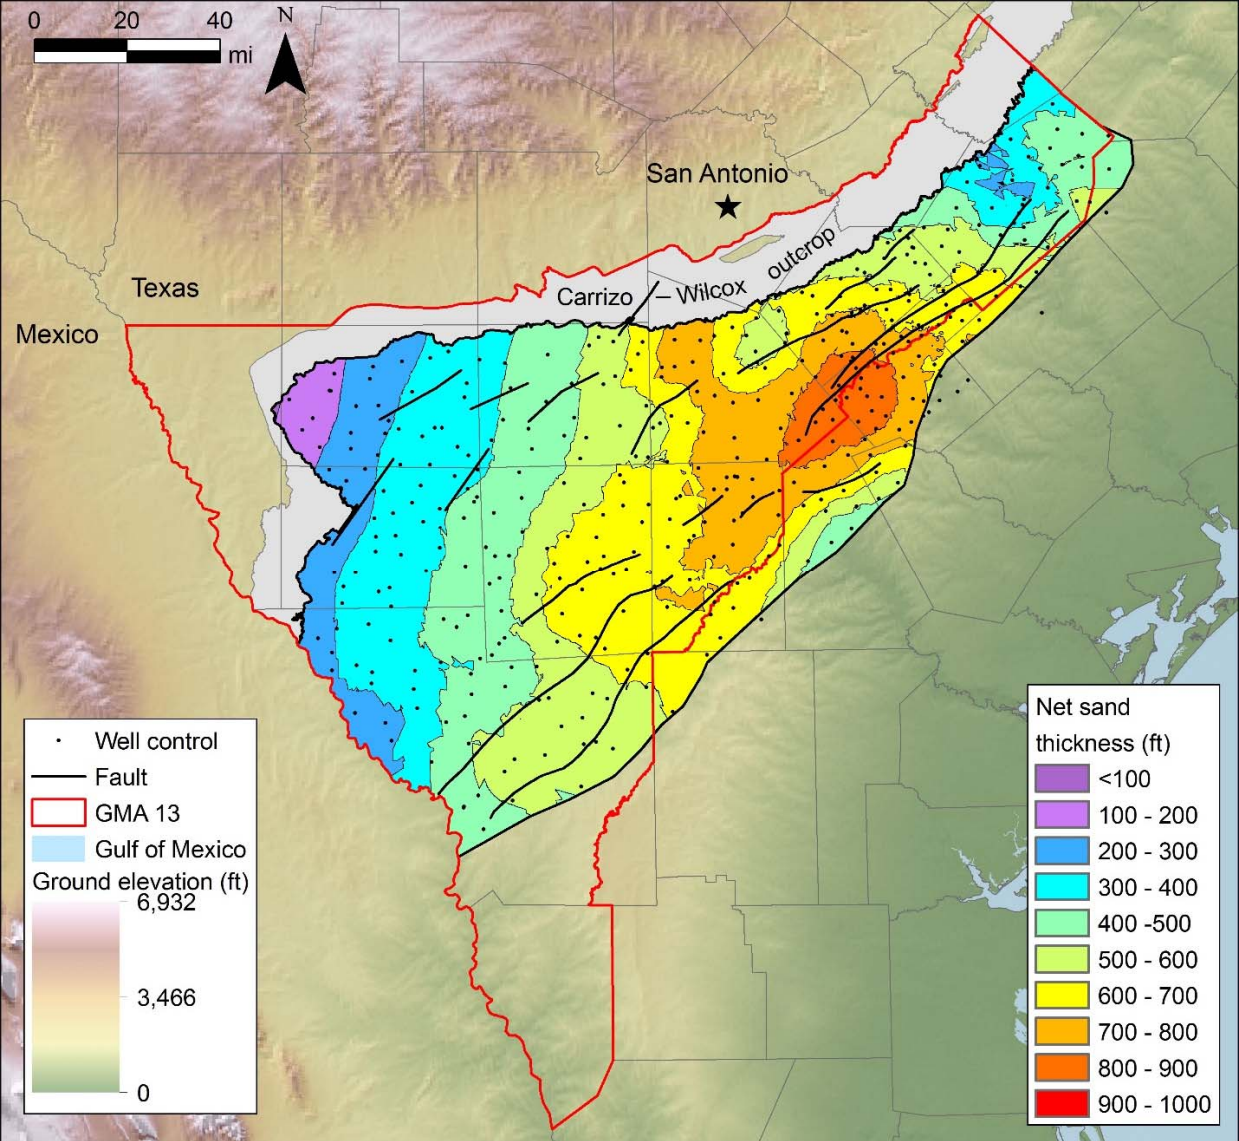 0 20 40
mi
N
San Antonio
Texas
Mexico
Carrizo – Wilcox outcrop
Well control
Fault
GMA 13
Gulf of Mexico
Ground elevation (ft)
6,932
3,466
0
Net sand
thickness (ft)
<100
100 - 200
200 - 300
300 - 400
400 -500
500 - 600
600 - 700
700 - 800
800 - 900
900 - 1000